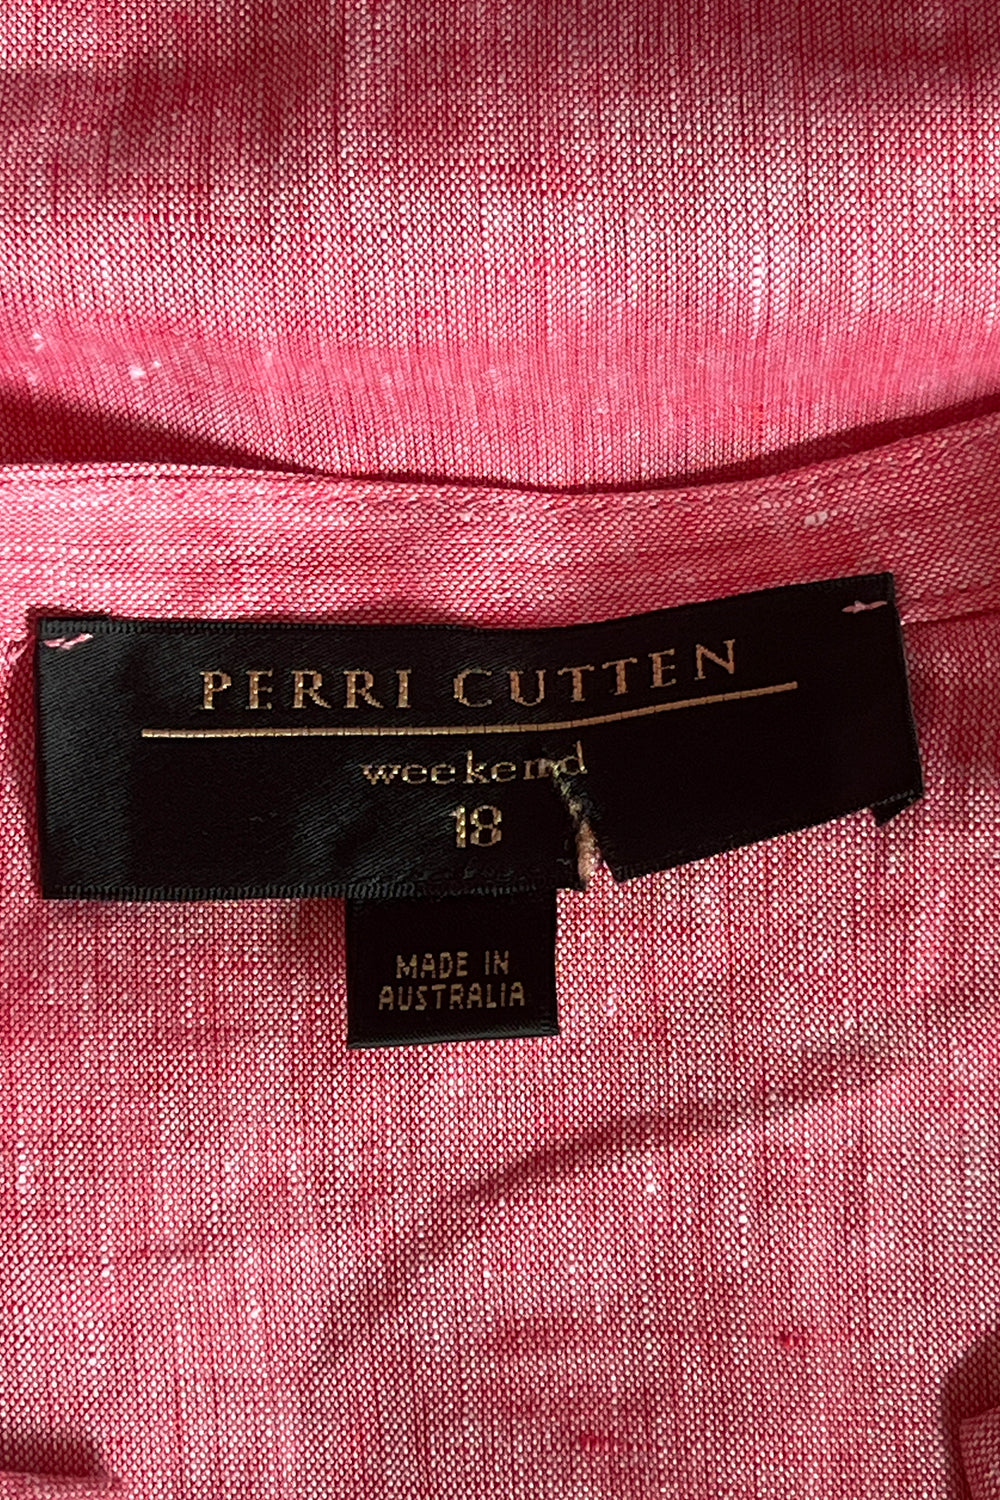 PERRI CUTTEN
weekend
18
MADE IN
AUSTRALIA